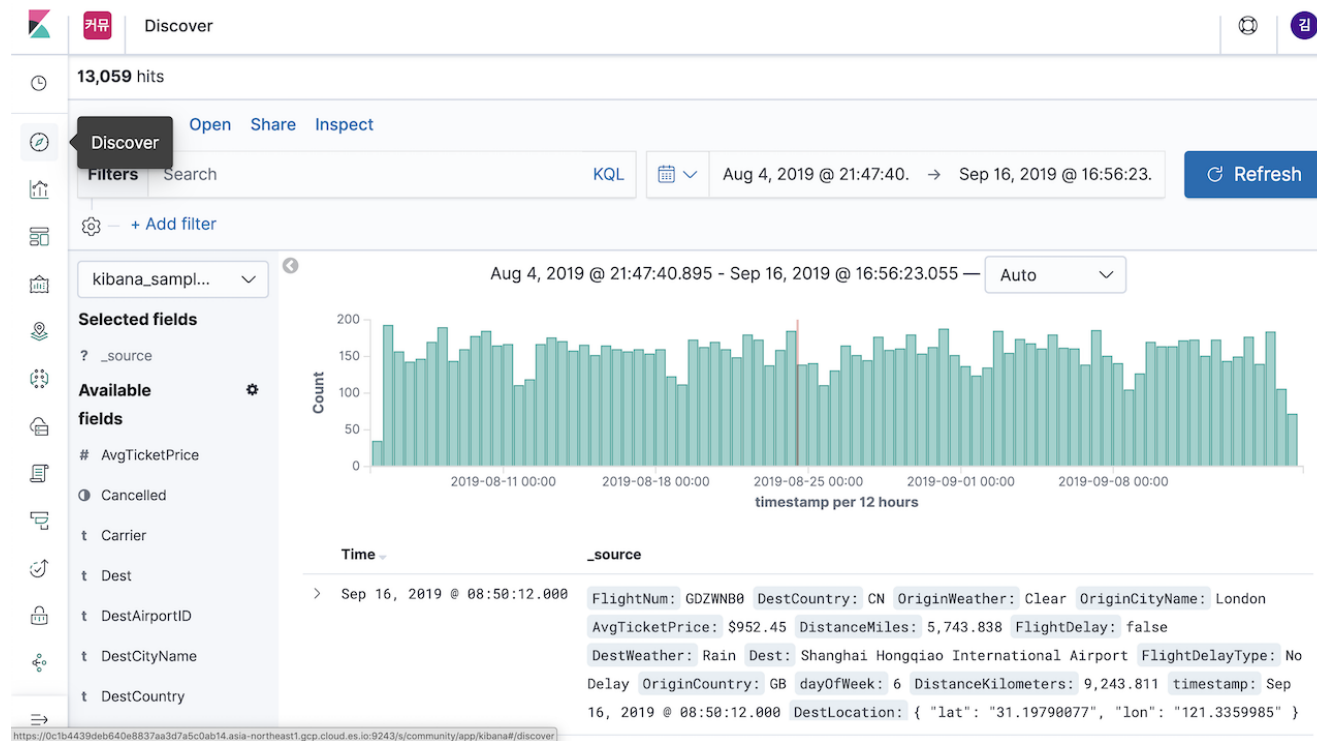 커뮤 Discover 김
13,059 hits
Open Share Inspect
Discover
Filters Search KQL Aug 4, 2019 @ 21:47:40. → Sep 16, 2019 @ 16:56:23. Refresh
+ Add filter
kibana_sampl... Aug 4, 2019 @ 21:47:40.895 - Sep 16, 2019 @ 16:56:23.055 — Auto
Selected fields
? _source
Available
fields
# AvgTicketPrice
Cancelled
t Carrier
t Dest
t DestAirportID
t DestCityName
t DestCountry
200
150
100
50
0
Count
2019-08-11 00:00 2019-08-18 00:00 2019-08-25 00:00 2019-09-01 00:00 2019-09-08 00:00
timestamp per 12 hours
Time _source
Sep 16, 2019 @ 08:50:12.000 FlightNum: GDZWNB0 DestCountry: CN OriginWeather: Clear OriginCityName: London
AvgTicketPrice: $952.45 DistanceMiles: 5,743.838 FlightDelay: false
DestWeather: Rain Dest: Shanghai Hongqiao International Airport FlightDelayType: No
Delay OriginCountry: GB dayOfWeek: 6 DistanceKilometers: 9,243.811 timestamp: Sep
16, 2019 @ 08:50:12.000 DestLocation: { "lat": "31.19790077", "lon": "121.3359985" }
https://0c1b4439deb640e8837aa3d7a5c0ab14.asia-northeast1.gcp.cloud.es.io:9243/s/community/app/kibana#/discover